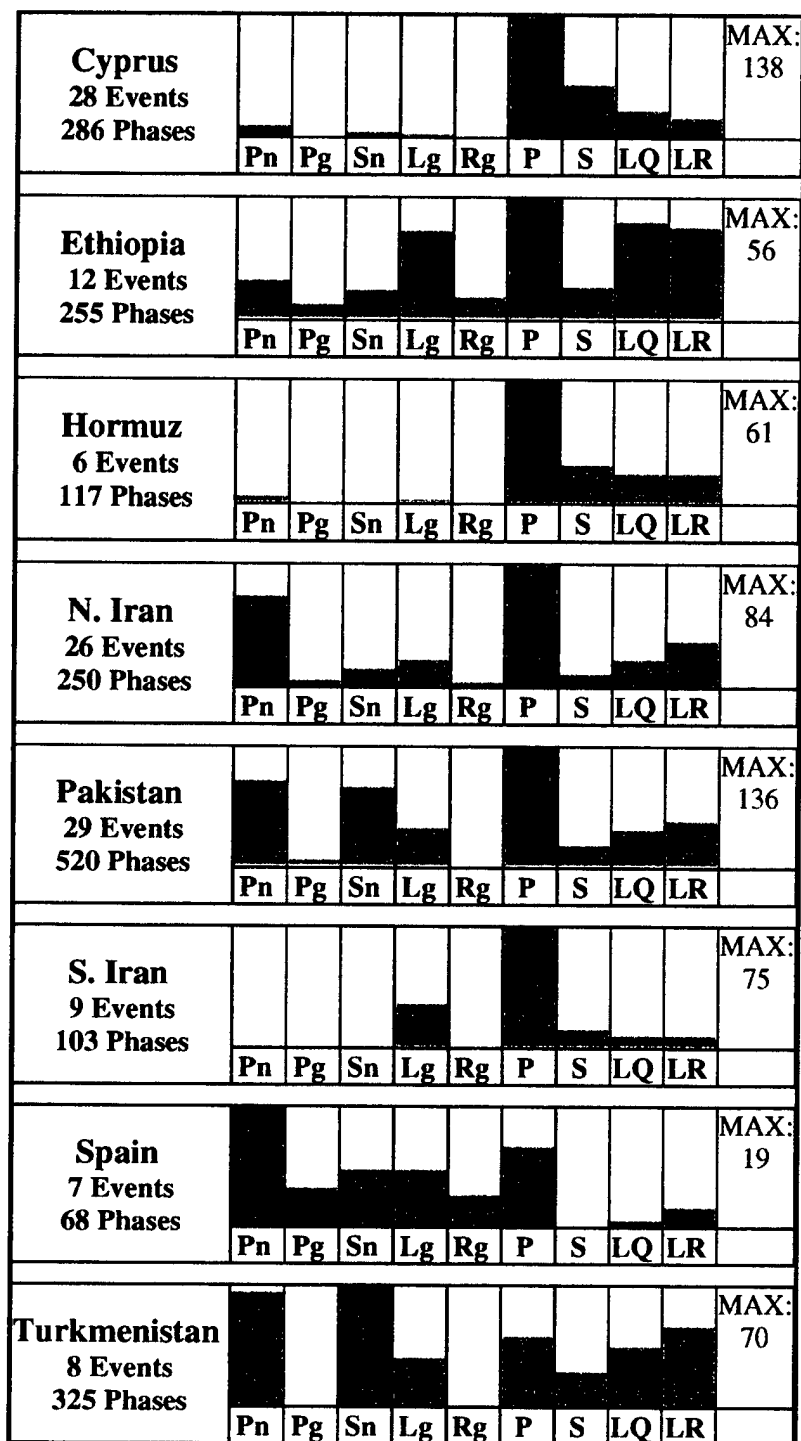 Cyprus
28 Events
286 Phases
Pn Pg Sn Lg Rg P S LQ LR
MAX:
138
Ethiopia
12 Events
255 Phases
Pn Pg Sn Lg Rg P S LQ LR
MAX:
56
Hormuz
6 Events
117 Phases
Pn Pg Sn Lg Rg P S LQ LR
MAX:
61
N. Iran
26 Events
250 Phases
Pn Pg Sn Lg Rg P S LQ LR
MAX:
84
Pakistan
29 Events
520 Phases
Pn Pg Sn Lg Rg P S LQ LR
MAX:
136
S. Iran
9 Events
103 Phases
Pn Pg Sn Lg Rg P S LQ LR
MAX:
75
Spain
7 Events
68 Phases
Pn Pg Sn Lg Rg P S LQ LR
MAX:
19
Turkmenistan
8 Events
325 Phases
Pn Pg Sn Lg Rg P S LQ LR
MAX:
70